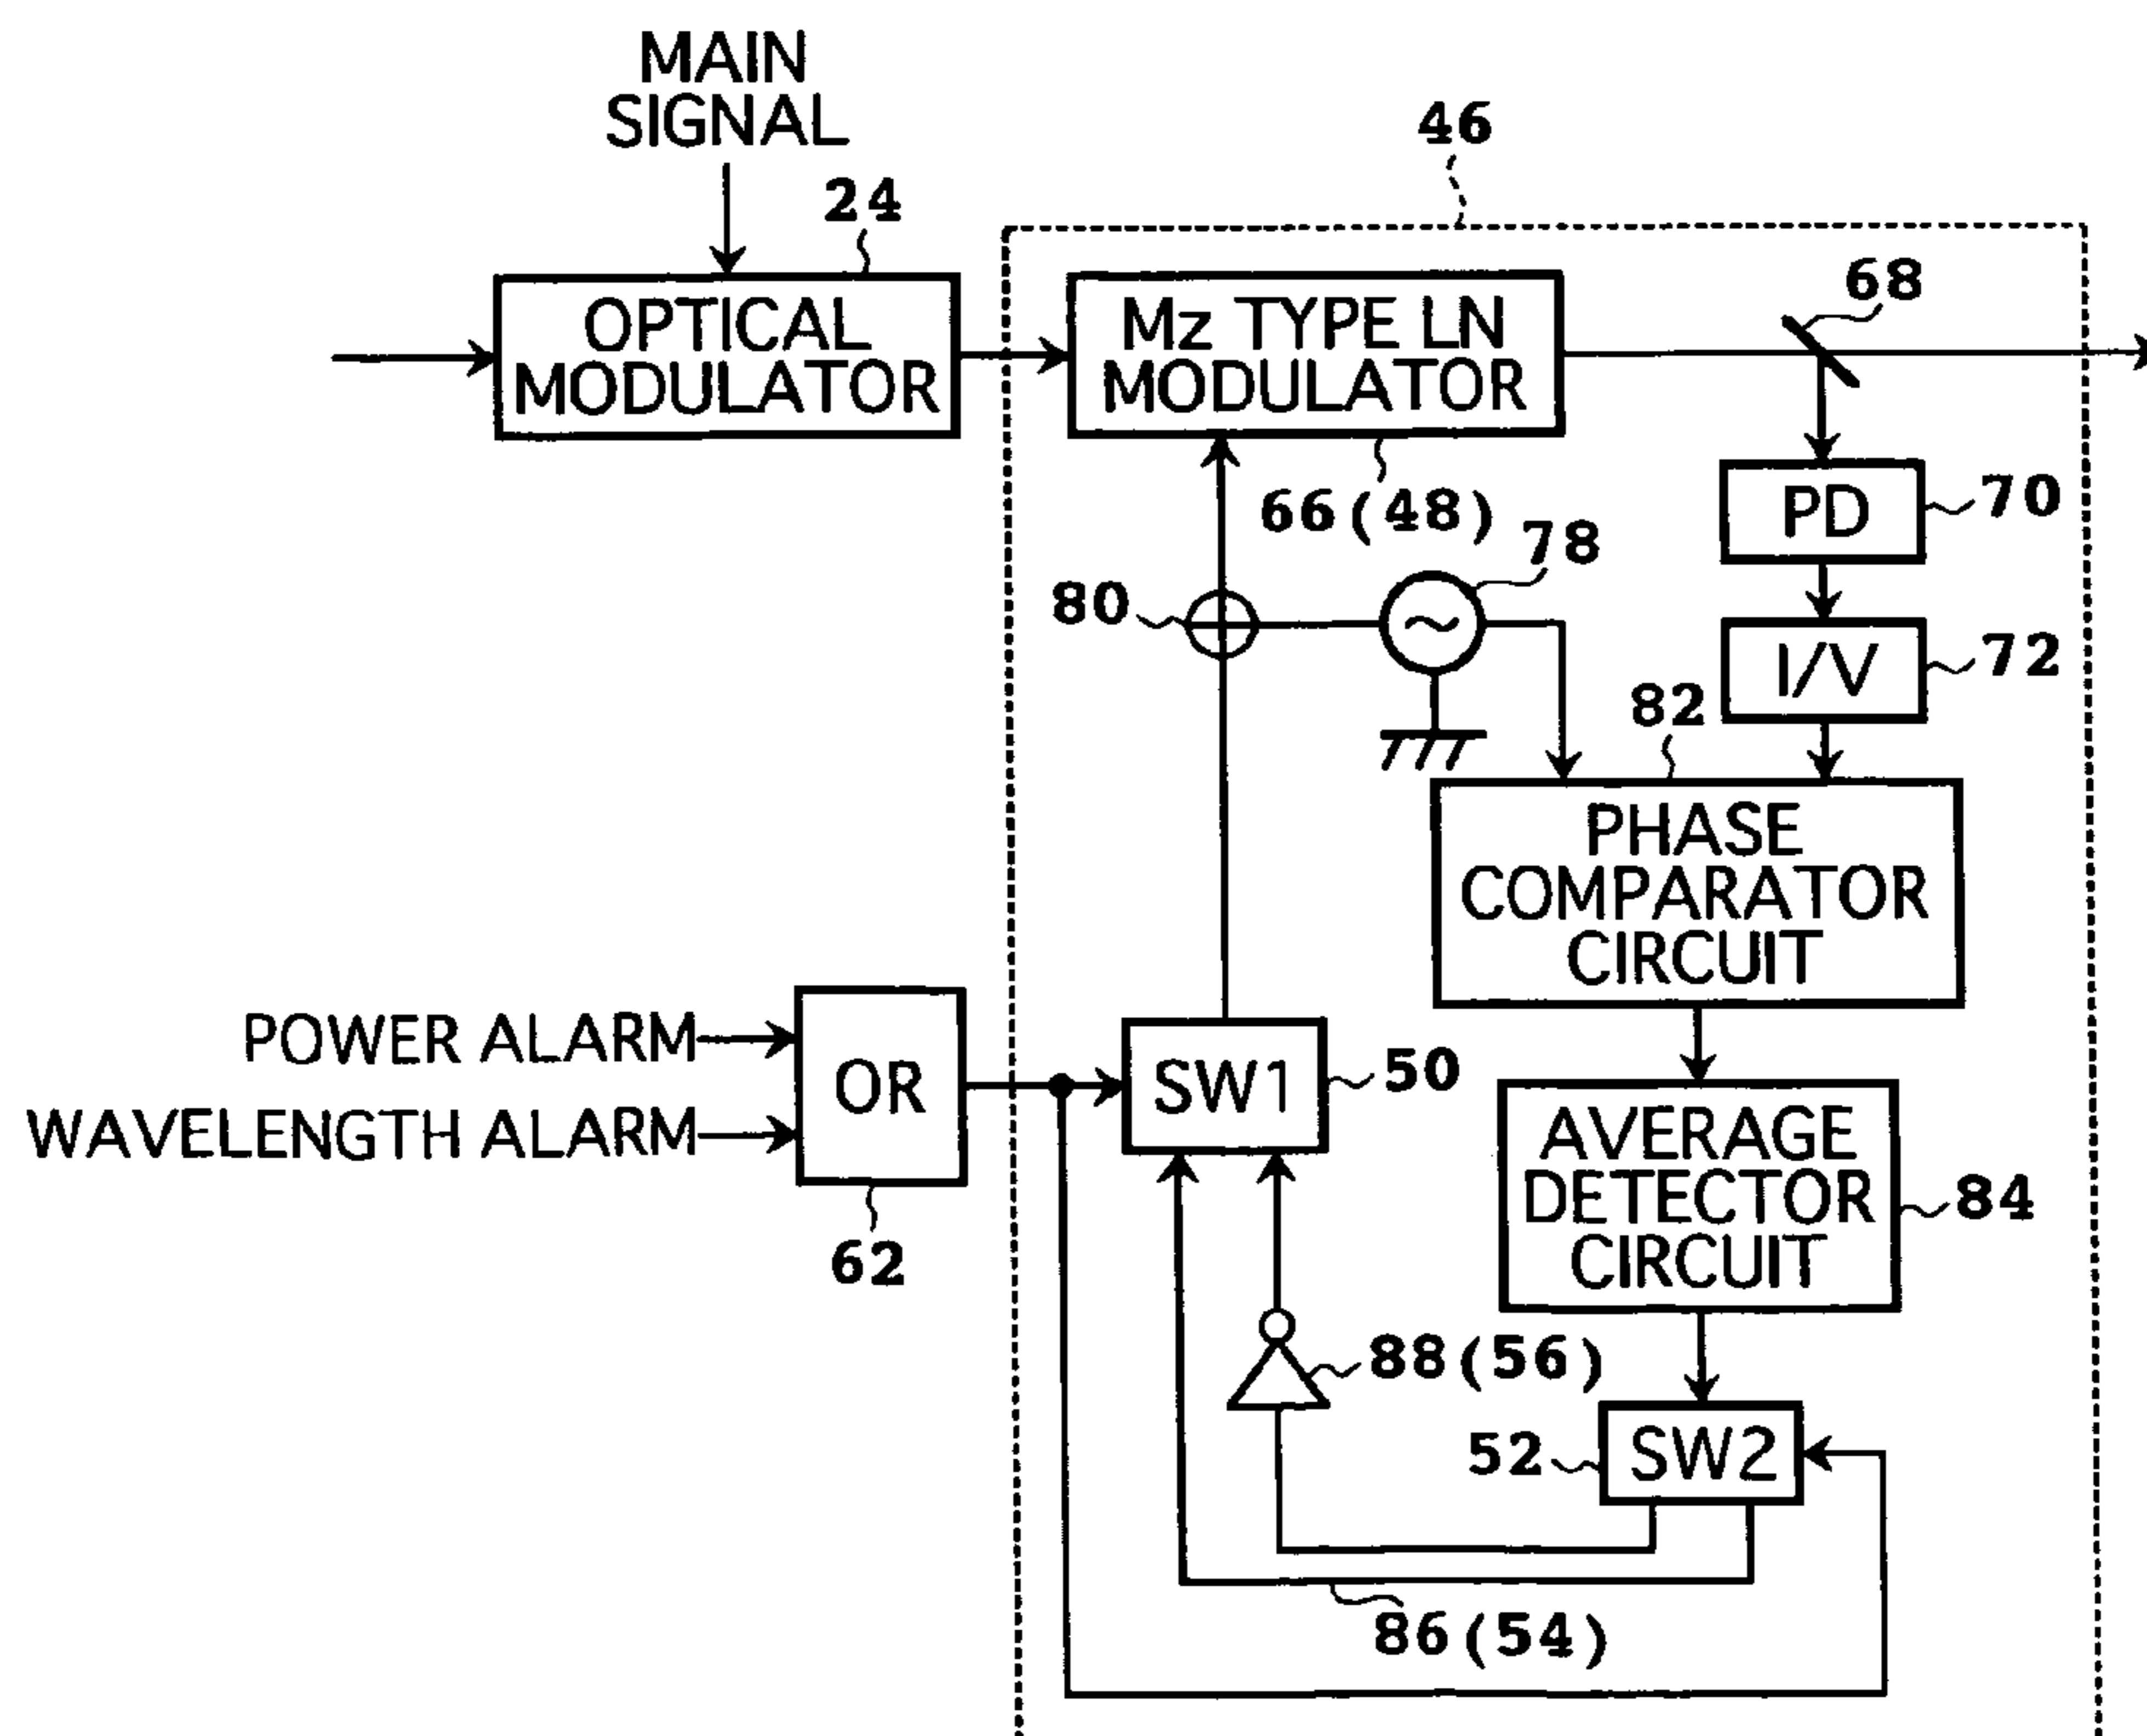 MAIN
SIGNAL
46
24
68
OPTICAL
MODULATOR
Mz TYPE LN
MODULATOR
66(48)
PD
70
78
80
I/V
72
82
PHASE
COMPARATOR
CIRCUIT
POWER ALARM
WAVELENGTH ALARM
OR
62
SW1
50
AVERAGE
DETECTOR
CIRCUIT
84
88(56)
52
SW2
86(54)